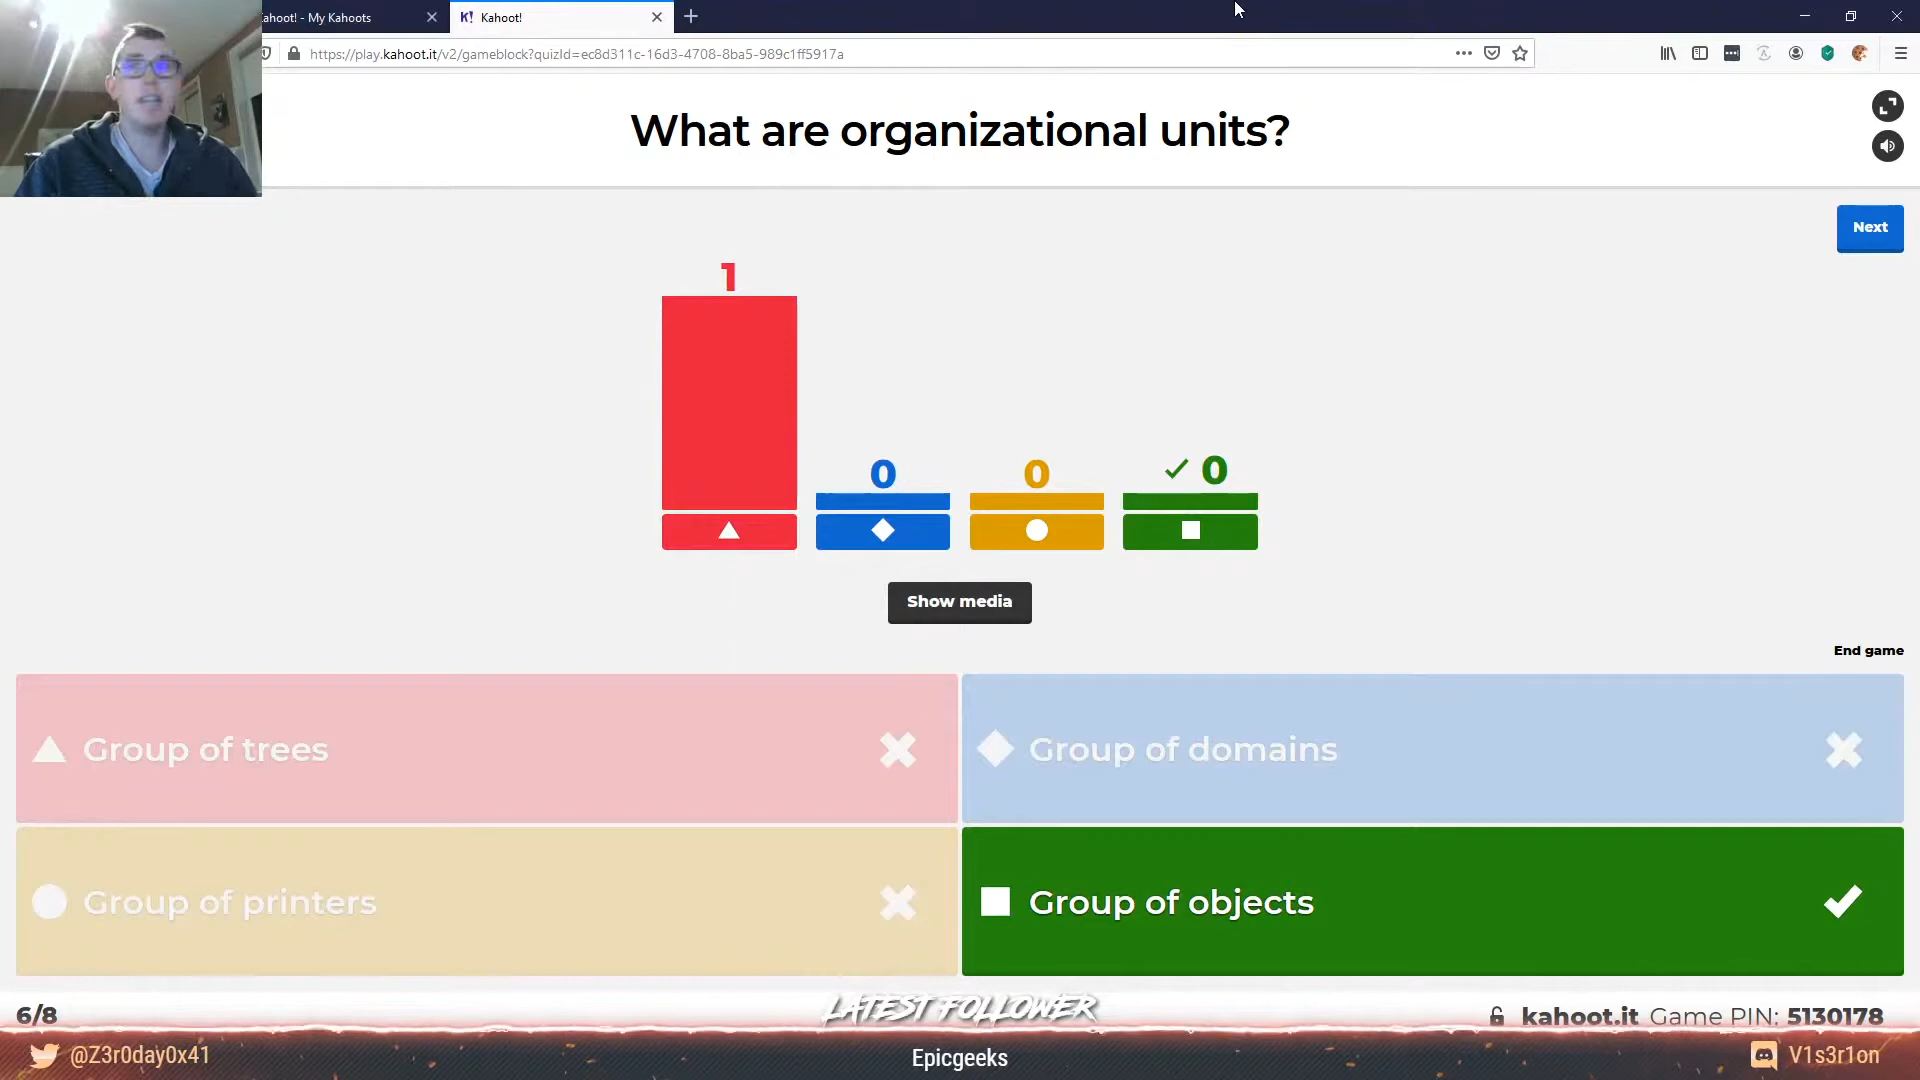 ahoot! - My Kahoots
K! Kahoot!
https://play.kahoot.it/v2/gameblock?quizId=ec8d311c-16d3-4708-8ba5-989c1ff5917a
What are organizational units?
Next
1
0
0
0
Show media
End game
Group of trees
Group of domains
Group of printers
Group of objects
6/8
LATEST FOLLOWER
kahoot.it Game PIN: 5130178
@Z3r0day0x41
Epicgeeks
V1s3r1on